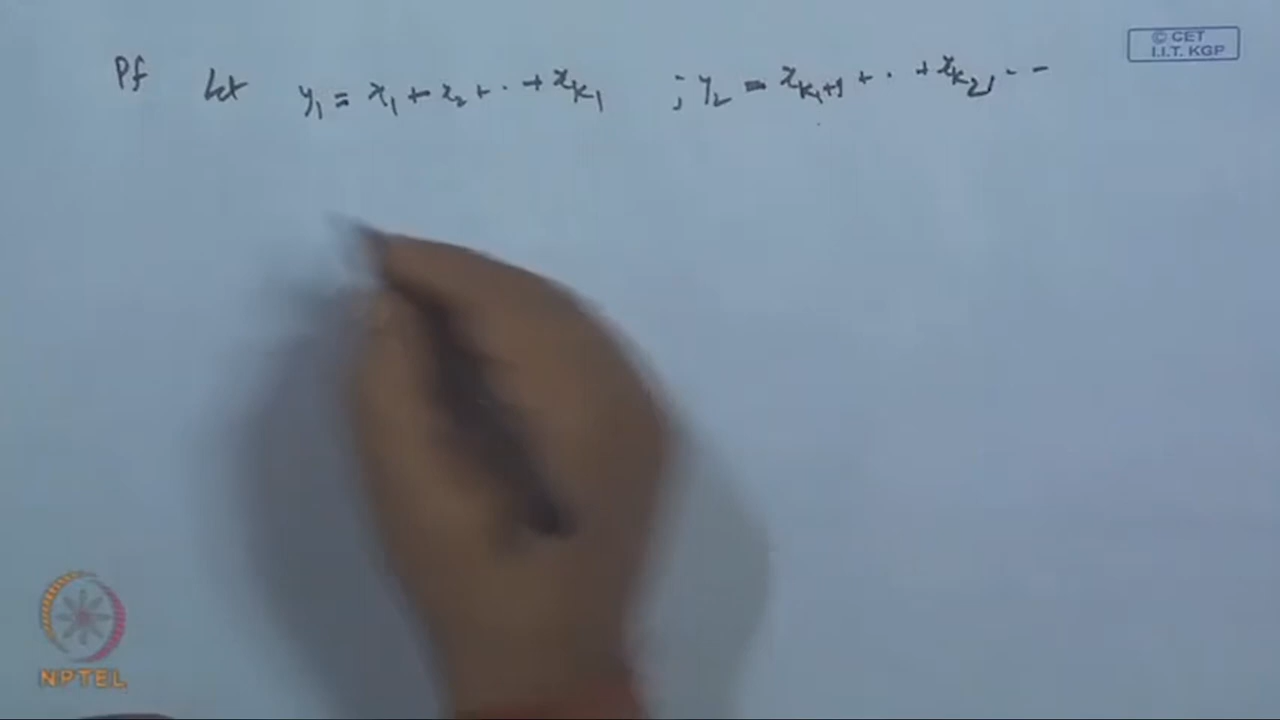 Pf Let y₁ = x₁ + x₂ + · · + x_{k₁} ; y₂ = x_{k₁+1} + · · + x_{k₂}, · · -
© CET
I.I.T. KGP
NPTEL